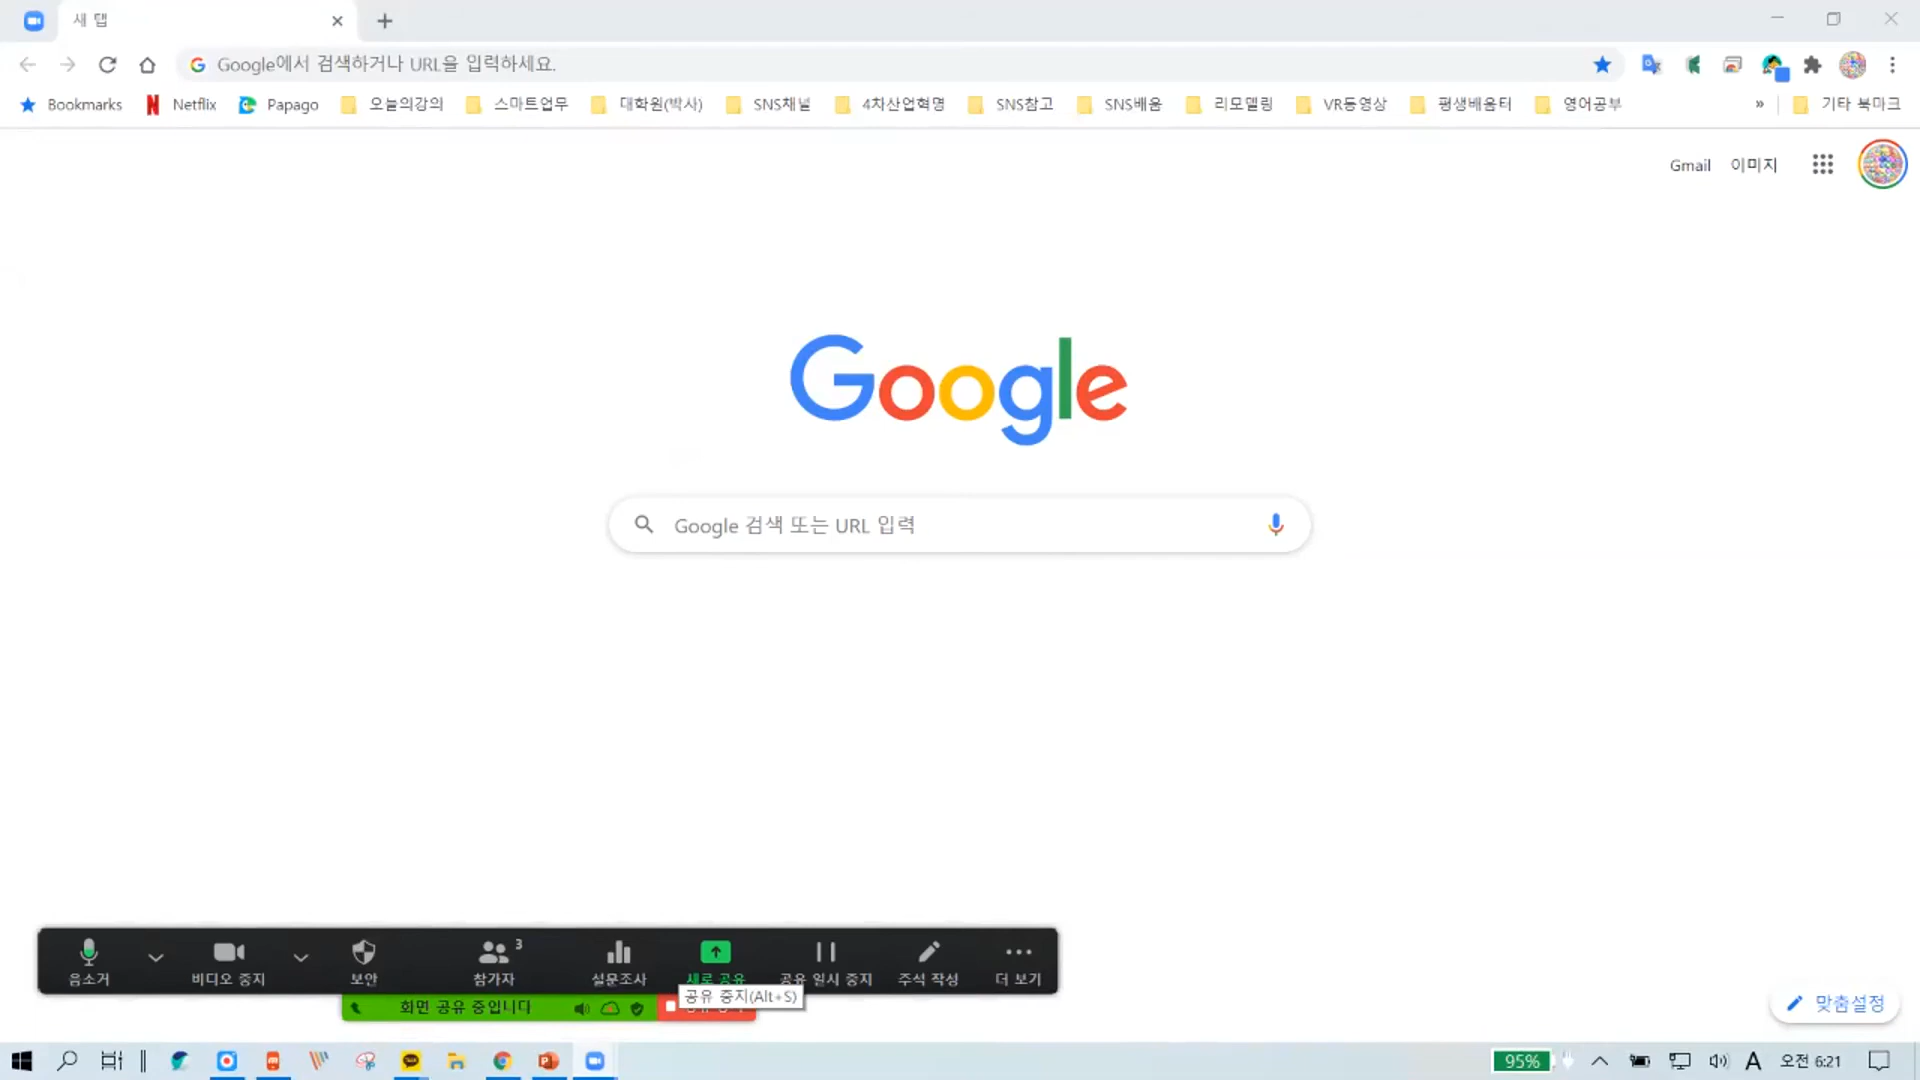 새 탭
Google에서 검색하거나 URL을 입력하세요.
Bookmarks Netflix Papago 오늘의강의 스마트업무 대학원(박사) SNS채널 4차산업혁명 SNS참고 SNS배움 리모델링 VR동영상 평생배움터 영어공부 » 기타 북마크
Gmail 이미지
Google
Google 검색 또는 URL 입력
3
음소거 비디오 중지 보안 참가자 설문조사 새로 공유 공유 일시 중지 주석 작성 더 보기
공유 중지(Alt+S)
화면 공유 중입니다
맞춤설정
95% A 오전 6:21